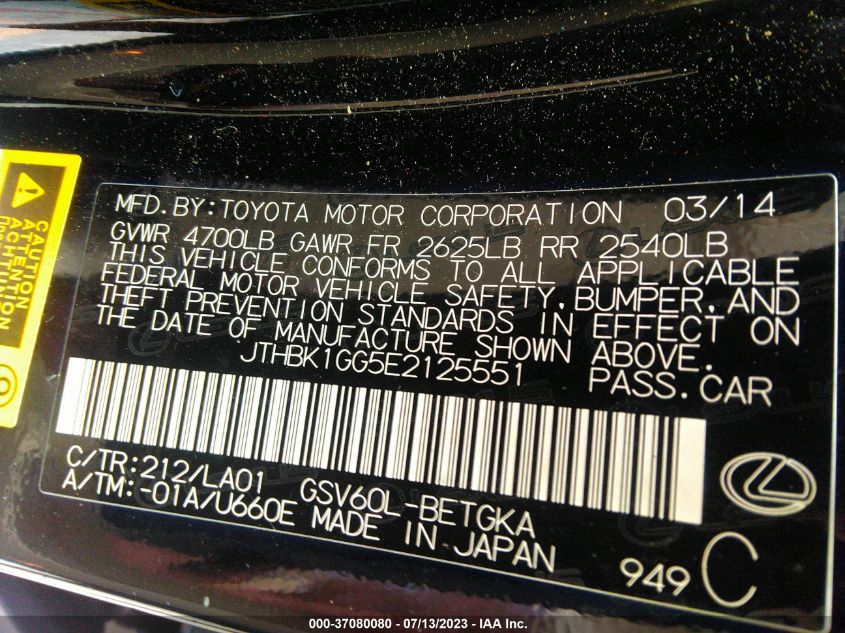 MFD.BY:TOYOTA MOTOR CORPORATION 03/14
GVWR 4700LB GAWR FR 2625LB RR 2540LB
THIS VEHICLE CONFORMS TO ALL APPLICABLE
FEDERAL MOTOR VEHICLE SAFETY,BUMPER,AND
THEFT PREVENTION STANDARDS IN EFFECT ON
THE DATE OF MANUFACTURE SHOWN ABOVE.
JTHBK1GG5E2125551 PASS.CAR
C/TR:212/LA01 GSV60L-BETGKA
A/TM:-01A/U660E MADE IN JAPAN
949 C
CAUTION
ATTENTION
ACHTUNG
000-37080080 - 07/13/2023 - IAA Inc.